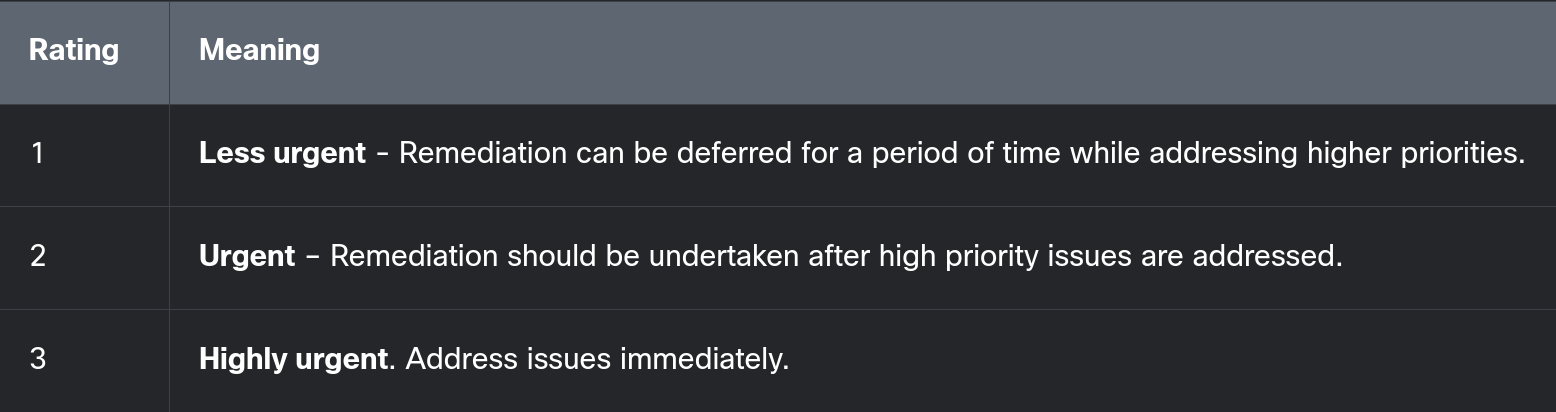 Rating Meaning
1 Less urgent - Remediation can be deferred for a period of time while addressing higher priorities.
2 Urgent – Remediation should be undertaken after high priority issues are addressed.
3 Highly urgent. Address issues immediately.